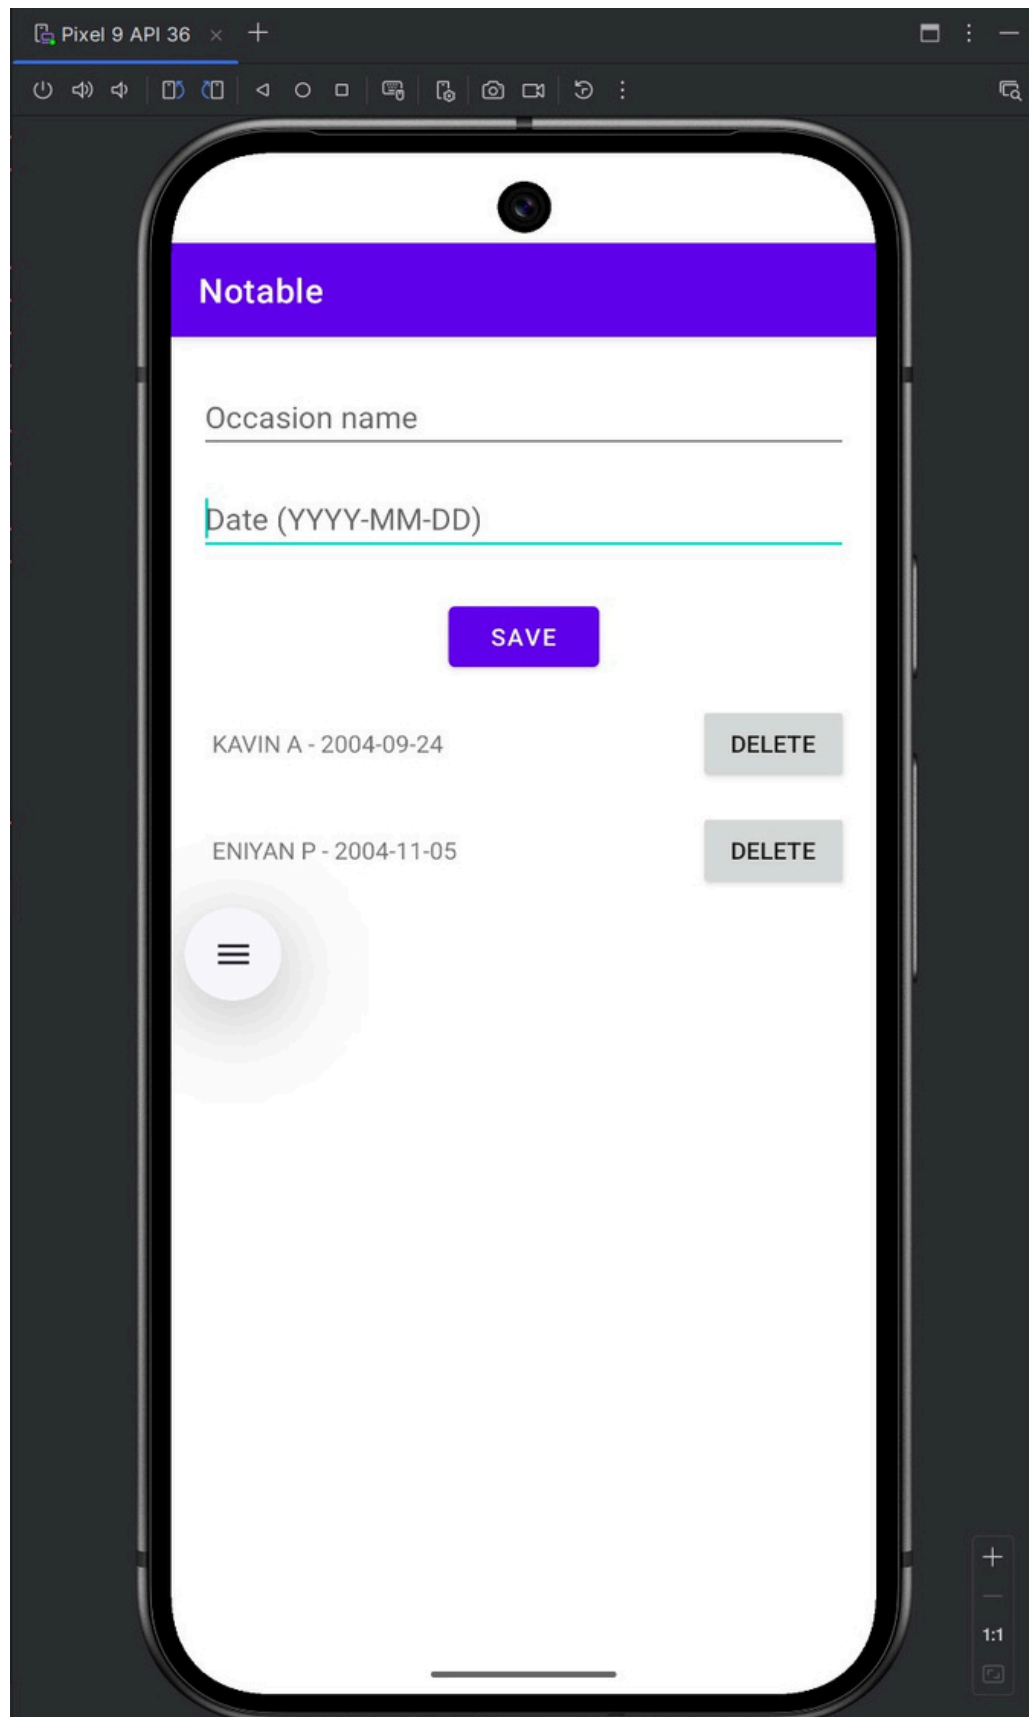 Pixel 9 API 36
Notable
Occasion name
Date (YYYY-MM-DD)
SAVE
KAVIN A - 2004-09-24 DELETE
ENIYAN P - 2004-11-05 DELETE
1:1